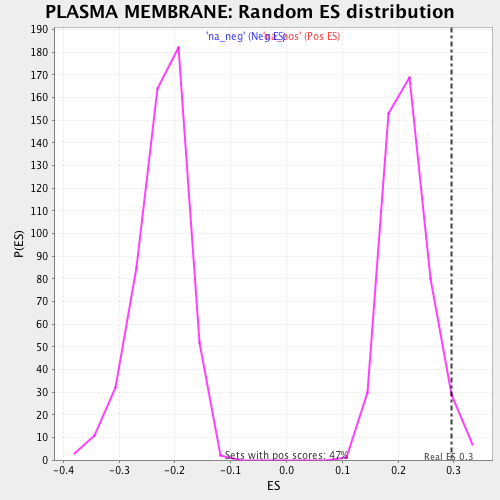 PLASMA MEMBRANE: Random ES distribution
'na_neg' (Neg ES)
'na_pos' (Pos ES)
190
180
170
160
150
140
130
120
110
100
90
80
70
60
50
40
30
20
10
0
P(ES)
Sets with pos scores: 47%
Real ES 0.3
-0.4 -0.3 -0.2 -0.1 0.0 0.1 0.2 0.3
ES